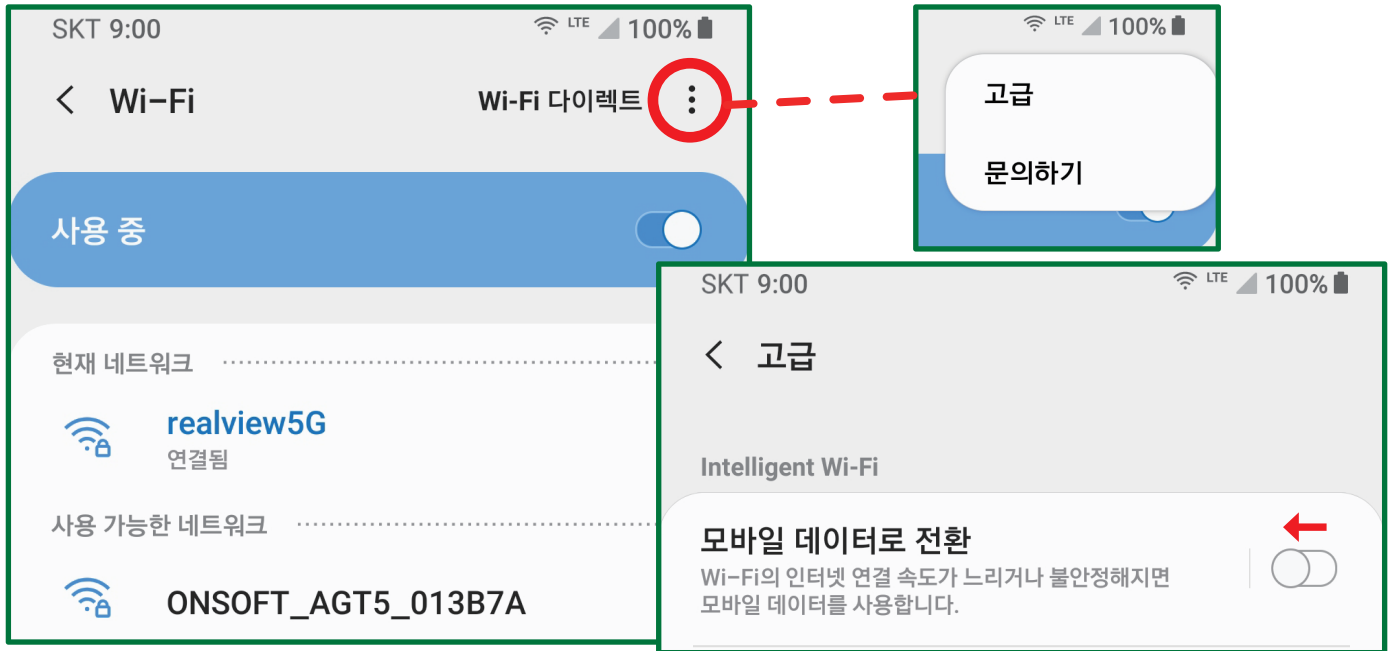 SKT 9:00
LTE 100%
Wi-Fi
Wi-Fi 다이렉트
사용 중
현재 네트워크
realview5G
연결됨
사용 가능한 네트워크
ONSOFT_AGT5_013B7A
LTE 100%
고급
문의하기
SKT 9:00
LTE 100%
고급
Intelligent Wi-Fi
모바일 데이터로 전환
Wi-Fi의 인터넷 연결 속도가 느리거나 불안정해지면
모바일 데이터를 사용합니다.